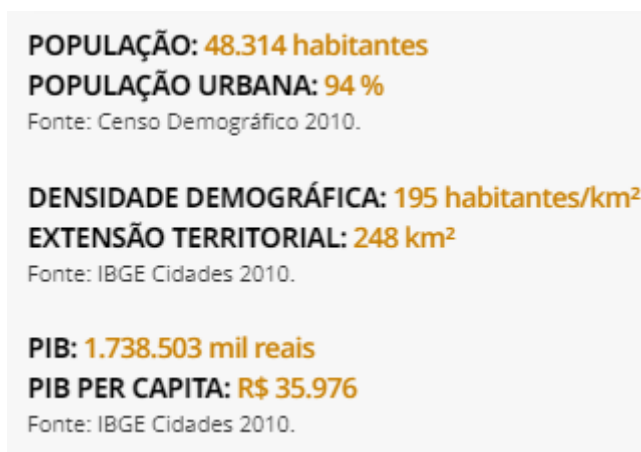 POPULAÇÃO: 48.314 habitantes
POPULAÇÃO URBANA: 94 %
Fonte: Censo Demográfico 2010.
DENSIDADE DEMOGRÁFICA: 195 habitantes/km²
EXTENSÃO TERRITORIAL: 248 km²
Fonte: IBGE Cidades 2010.
PIB: 1.738.503 mil reais
PIB PER CAPITA: R$ 35.976
Fonte: IBGE Cidades 2010.